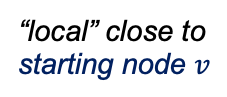 “local” close to
starting node v